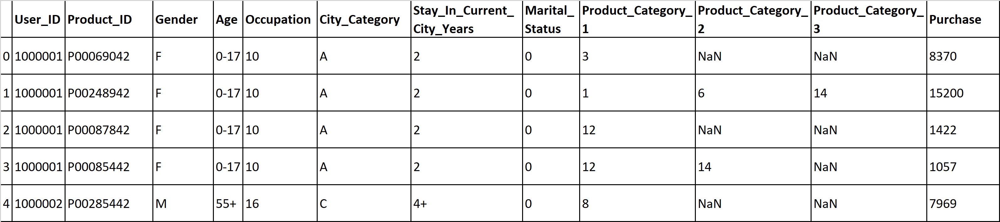 User_ID Product_ID Gender Age Occupation City_Category Stay_In_Current_City_Years Marital_Status Product_Category_1 Product_Category_2 Product_Category_3 Purchase
0 1000001 P00069042 F 0-17 10 A 2 0 3 NaN NaN 8370
1 1000001 P00248942 F 0-17 10 A 2 0 1 6 14 15200
2 1000001 P00087842 F 0-17 10 A 2 0 12 NaN NaN 1422
3 1000001 P00085442 F 0-17 10 A 2 0 12 14 NaN 1057
4 1000002 P00285442 M 55+ 16 C 4+ 0 8 NaN NaN 7969